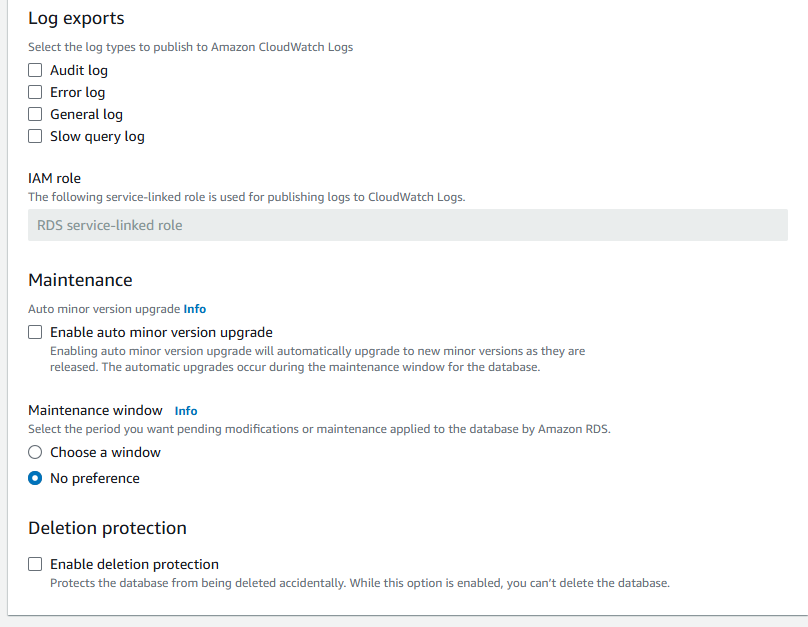 Log exports
Select the log types to publish to Amazon CloudWatch Logs
Audit log
Error log
General log
Slow query log
IAM role
The following service-linked role is used for publishing logs to CloudWatch Logs.
RDS service-linked role
Maintenance
Auto minor version upgrade Info
Enable auto minor version upgrade
Enabling auto minor version upgrade will automatically upgrade to new minor versions as they are
released. The automatic upgrades occur during the maintenance window for the database.
Maintenance window Info
Select the period you want pending modifications or maintenance applied to the database by Amazon RDS.
Choose a window
No preference
Deletion protection
Enable deletion protection
Protects the database from being deleted accidentally. While this option is enabled, you can’t delete the database.